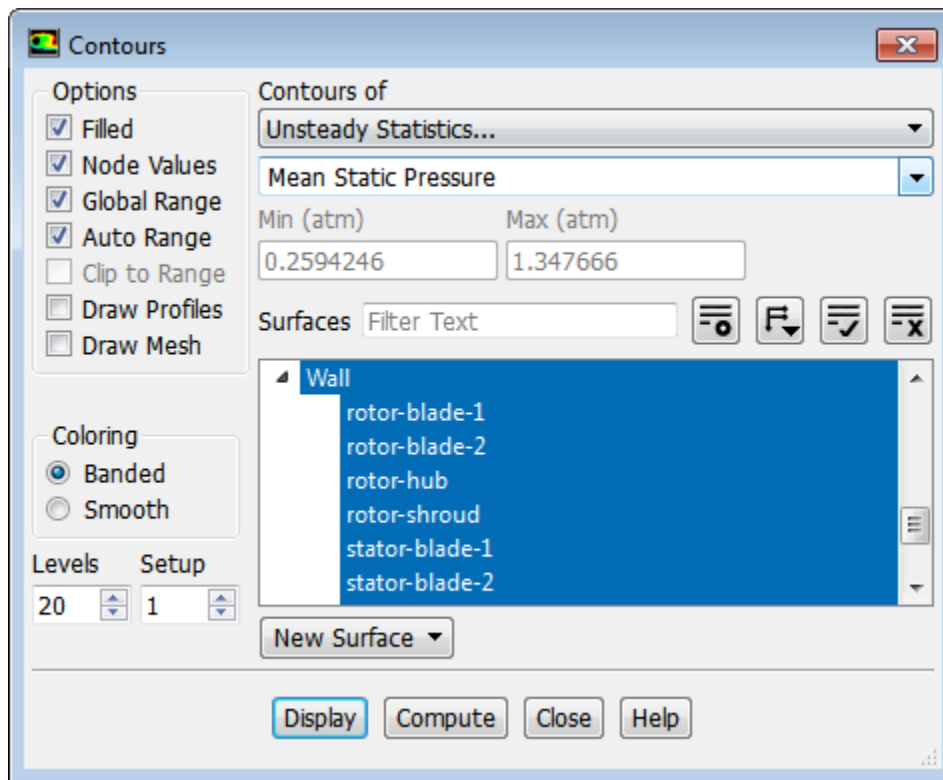 Contours
Options
Filled
Node Values
Global Range
Auto Range
Clip to Range
Draw Profiles
Draw Mesh
Coloring
Banded
Smooth
Levels Setup
20 1
Contours of
Unsteady Statistics...
Mean Static Pressure
Min (atm) Max (atm)
0.2594246 1.347666
Surfaces Filter Text
Wall
rotor-blade-1
rotor-blade-2
rotor-hub
rotor-shroud
stator-blade-1
stator-blade-2
New Surface
Display Compute Close Help